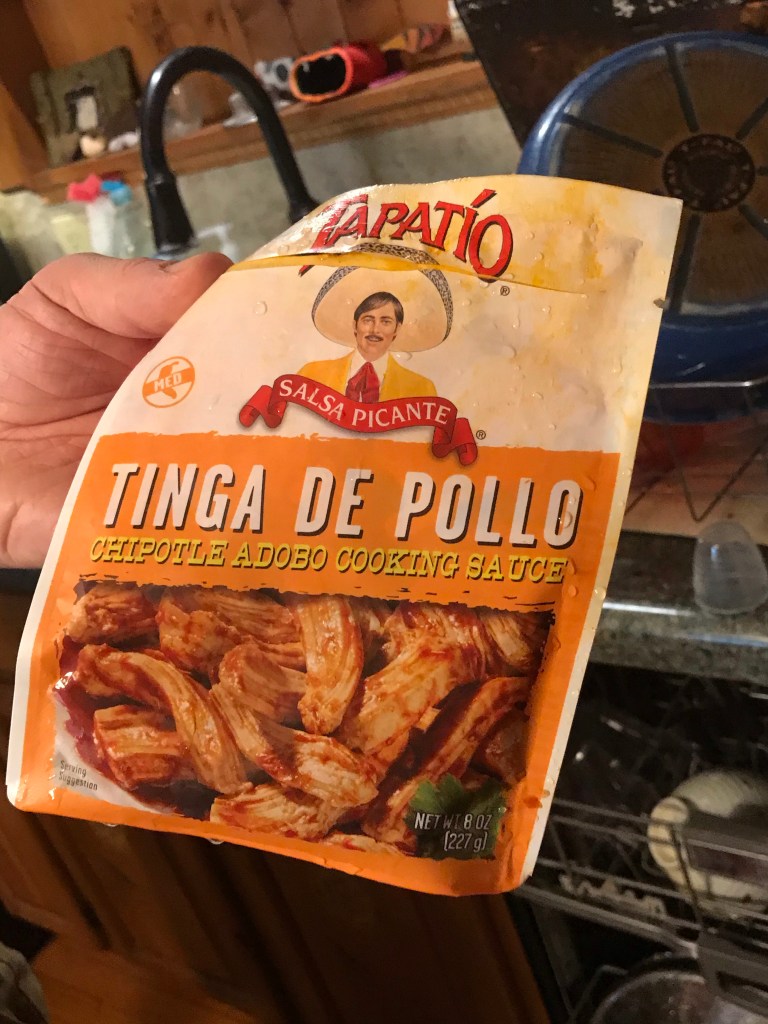 TAPATÍO
®
MED
SALSA PICANTE
®
TINGA DE POLLO
CHIPOTLE ADOBO COOKING SAUCE
Serving
Suggestion
NET WT 8 OZ
(227 g)